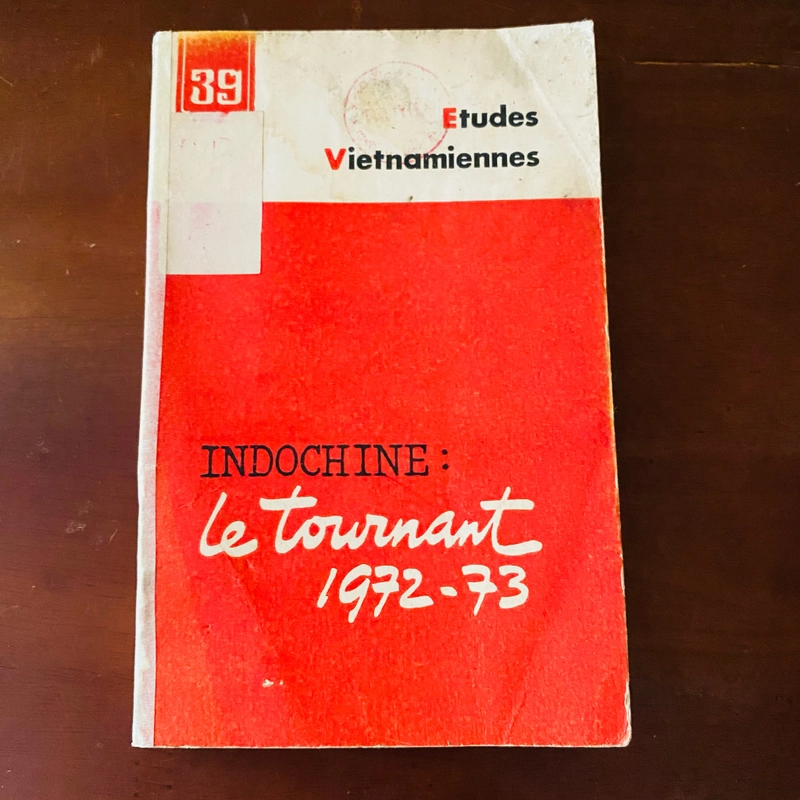 39
Etudes
Vietnamiennes
INDOCHINE:
le tournant
1972-73